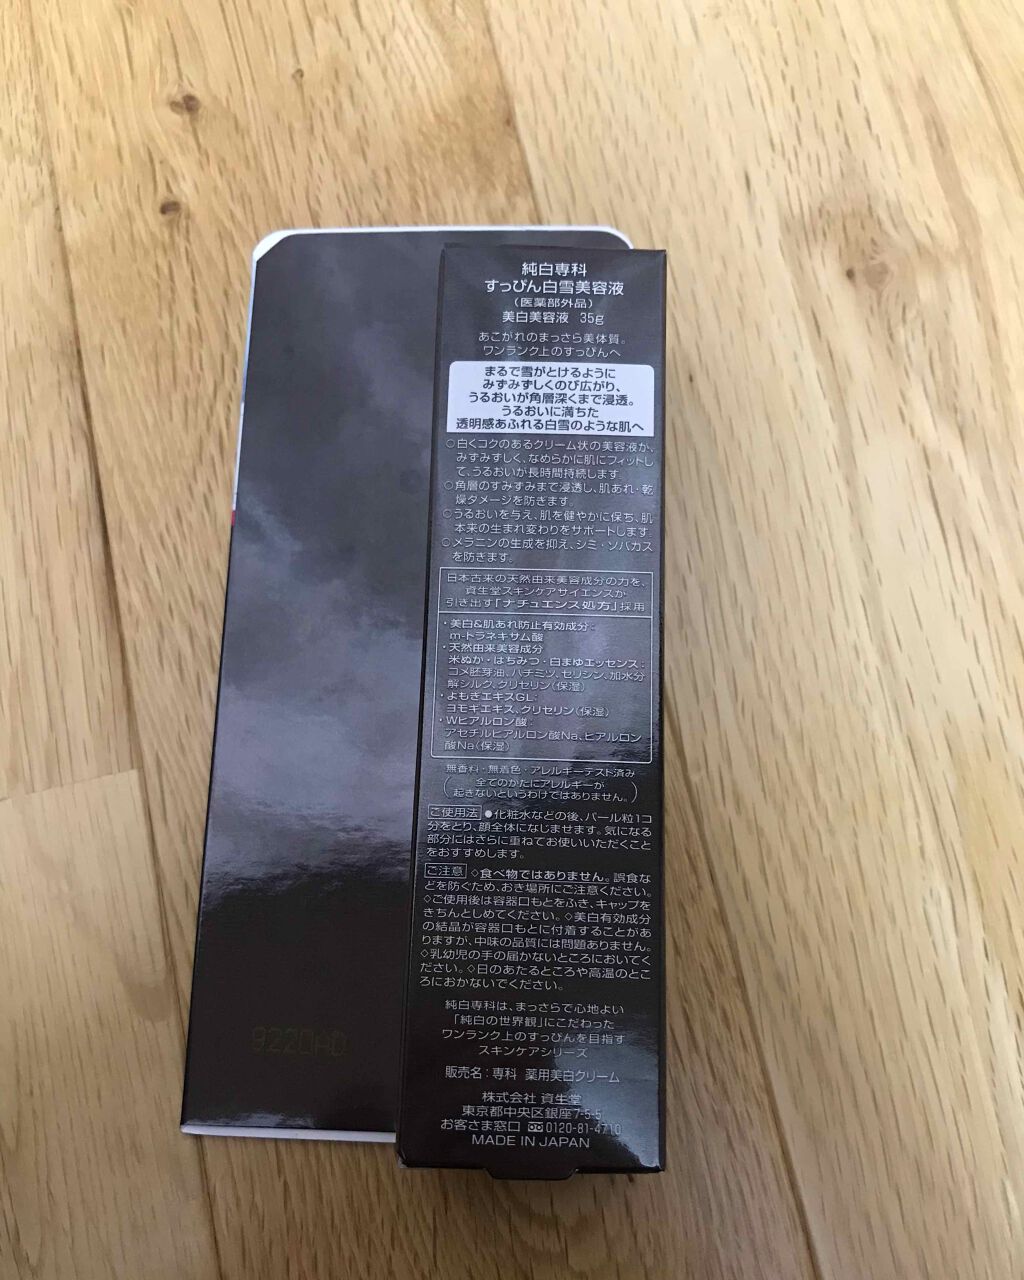 純白専科
すっぴん白雪美容液
(医薬部外品)
美白美容液 35g
あこがれのまっさら美体質。
ワンランク上のすっぴんへ
まるで雪がとけるように
みずみずしくのび広がり、
うるおいが角層深くまで浸透。
うるおいに満ちた
透明感あふれる白雪のような肌へ
○白くコクのあるクリーム状の美容液が、
みずみずしく、なめらかに肌にフィットし
て、うるおいが長時間持続します。
○角層のすみずみまで浸透し、肌あれ・乾
燥ダメージを防ぎます。
○うるおいを与え、肌を健やかに保ち、肌
本来の生まれ変わりをサポートします。
○メラニンの生成を抑え、シミ・ソバカス
を防ぎます。
日本古来の天然由来美容成分の力を、
資生堂スキンケアサイエンスが
引き出す「ナチュエンス処方」採用
・美白&肌あれ防止有効成分：
m-トラネキサム酸
・天然由来美容成分
米ぬか・はちみつ・白まゆエッセンス：
コメ胚芽油、ハチミツ、セリシン、加水分
解シルク、グリセリン(保湿)
・よもぎエキスGL：
ヨモギエキス、グリセリン(保湿)
・Wヒアルロン酸：
アセチルヒアルロン酸Na、ヒアルロン
酸Na(保湿)
無香料・無着色・アレルギーテスト済み
(全てのかたにアレルギーが
起きないというわけではありません。)
ご使用法 ●化粧水などの後、パール粒1コ
分をとり、顔全体になじませます。気になる
部分にはさらに重ねてお使いいただくこと
をおすすめします。
ご注意 ◇食べ物ではありません。誤食な
どを防ぐため、おき場所にご注意ください。
◇ご使用後は容器口もとをふき、キャップを
きちんとしめてください。◇美白有効成分
の結晶が容器口もとに付着することがあ
りますが、中味の品質には問題ありません。
◇乳幼児の手の届かないところにおいてく
ださい。◇日のあたるところや高温のとこ
ろにおかないでください。
純白専科は、まっさらで心地よい
「純白の世界観」にこだわった
ワンランク上のすっぴんを目指す
スキンケアシリーズ
販売名：専科 薬用美白クリーム
株式会社 資生堂
東京都中央区銀座7-5-5
お客さま窓口 0120-81-4710
MADE IN JAPAN
9220AD